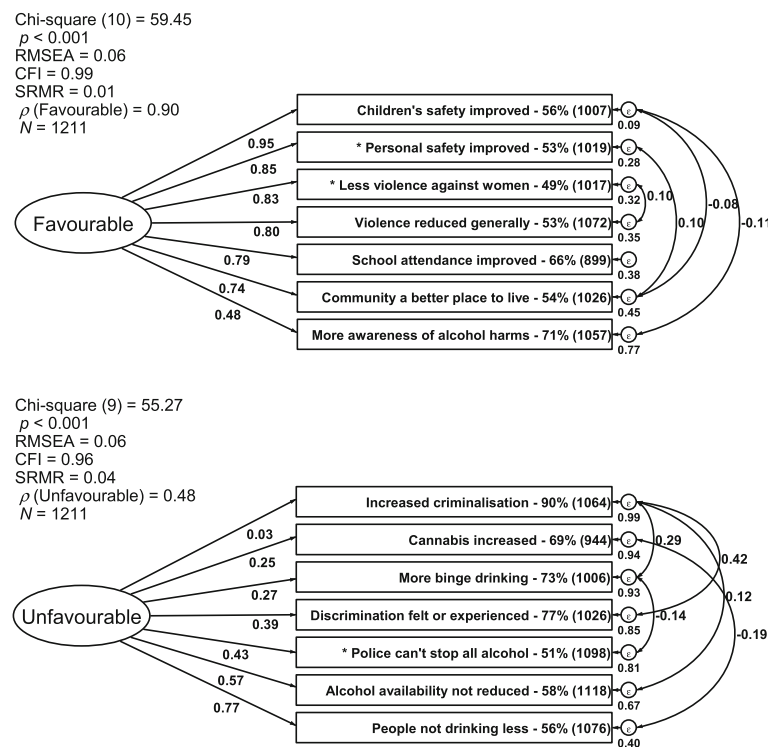 Chi-square (10) = 59.45
p < 0.001
RMSEA = 0.06
CFI = 0.99
SRMR = 0.01
ρ (Favourable) = 0.90
N = 1211
Favourable
0.95
0.85
0.83
0.80
0.79
0.74
0.48
Children's safety improved - 56% (1007)
ε
0.09
* Personal safety improved - 53% (1019)
ε
0.28
* Less violence against women - 49% (1017)
ε
0.32
Violence reduced generally - 53% (1072)
ε
0.35
School attendance improved - 66% (899)
ε
0.38
Community a better place to live - 54% (1026)
ε
0.45
More awareness of alcohol harms - 71% (1057)
ε
0.77
0.10
0.10
-0.08
-0.11
Chi-square (9) = 55.27
p < 0.001
RMSEA = 0.06
CFI = 0.96
SRMR = 0.04
ρ (Unfavourable) = 0.48
N = 1211
Unfavourable
0.03
0.25
0.27
0.39
0.43
0.57
0.77
Increased criminalisation - 90% (1064)
ε
0.99
Cannabis increased - 69% (944)
ε
0.94
More binge drinking - 73% (1006)
ε
0.93
Discrimination felt or experienced - 77% (1026)
ε
0.85
* Police can't stop all alcohol - 51% (1098)
ε
0.81
Alcohol availability not reduced - 58% (1118)
ε
0.67
People not drinking less - 56% (1076)
ε
0.40
0.29
0.42
0.12
-0.14
-0.19